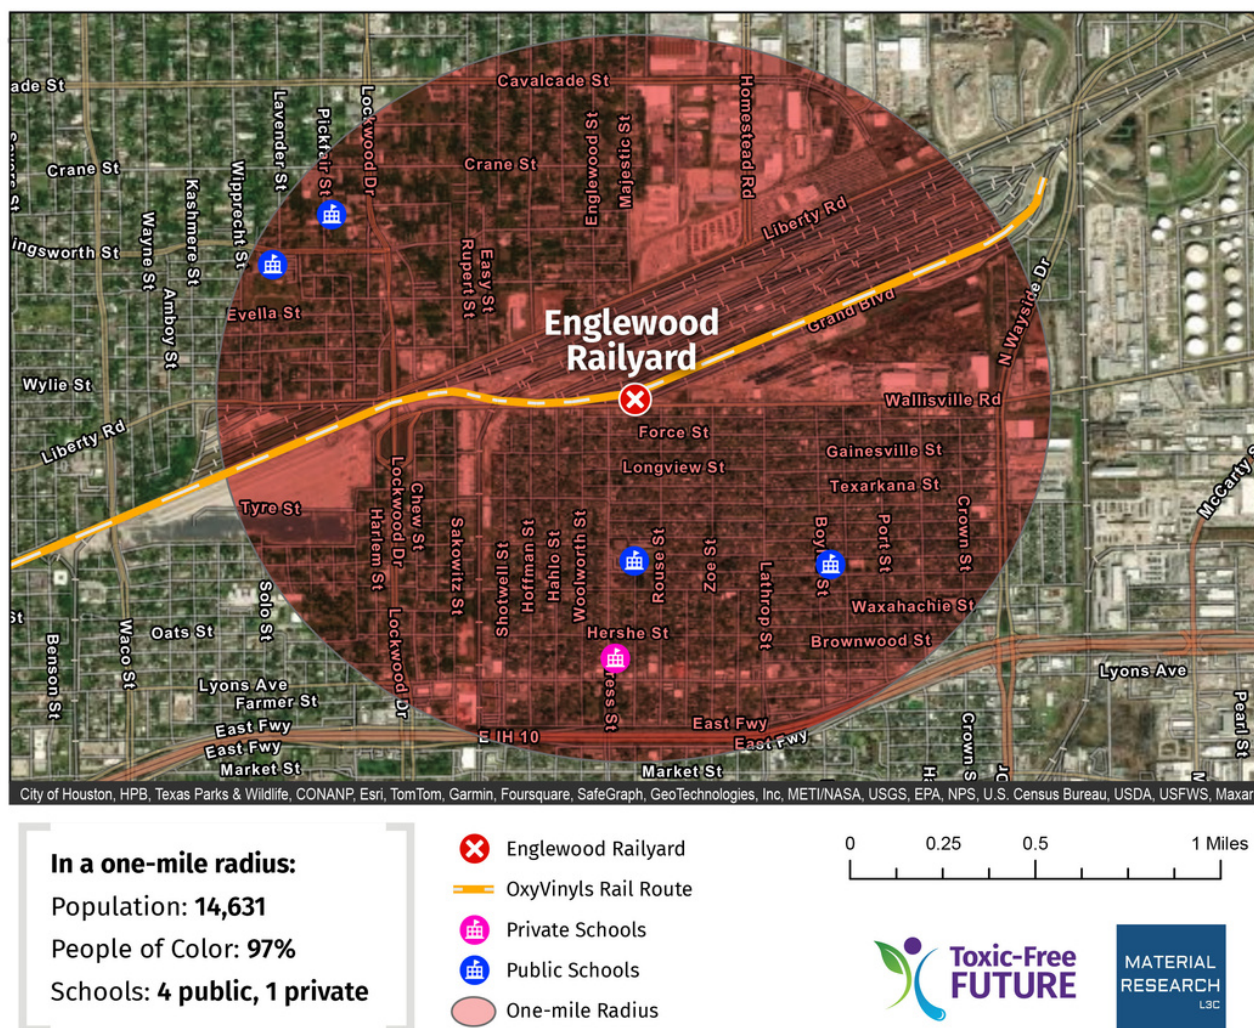 Cavalcade St
ade St
Lavender St
Pickfair St
Lockwood Dr
Englewood St
Majestic St
Homestead Rd
Crane St
Crane St
Wipprecht St
Kashmere St
Wayne St
Amboy St
ingsworth St
Liberty Rd
Rupert St
Easy St
Evella St
Grand Blvd
N Wayside Dr
Englewood
Railyard
Wylie St
Liberty Rd
Wallisville Rd
Force St
Gainesville St
Longview St
Texarkana St
McCarty S
Tyre St
Lockwood Dr
Chew St
Harlem St
Sakowitz St
Shotwell St
Hoffman St
Hahlo St
Woolworth St
Rouse St
Zoe St
Lathrop St
Port St
Crown St
Solo St
Waxahachie St
St
Oats St
Hershe St
Brownwood St
Benson St
Waco St
Lockwood Dr
Lyons Ave
Lyons Ave
Farmer St
ress St
East Fwy
East Fwy
East Fwy
East Fwy
E IH 10
Market St
Market St
Crown S
Dr
Pearl St
City of Houston, HPB, Texas Parks & Wildlife, CONANP, Esri, TomTom, Garmin, Foursquare, SafeGraph, GeoTechnologies, Inc, METI/NASA, USGS, EPA, NPS, U.S. Census Bureau, USDA, USFWS, Maxar
In a one-mile radius:
Population: 14,631
People of Color: 97%
Schools: 4 public, 1 private
Englewood Railyard
OxyVinyls Rail Route
Private Schools
Public Schools
One-mile Radius
0 0.25 0.5 1 Miles
Toxic-Free
FUTURE
MATERIAL
RESEARCH
L3C